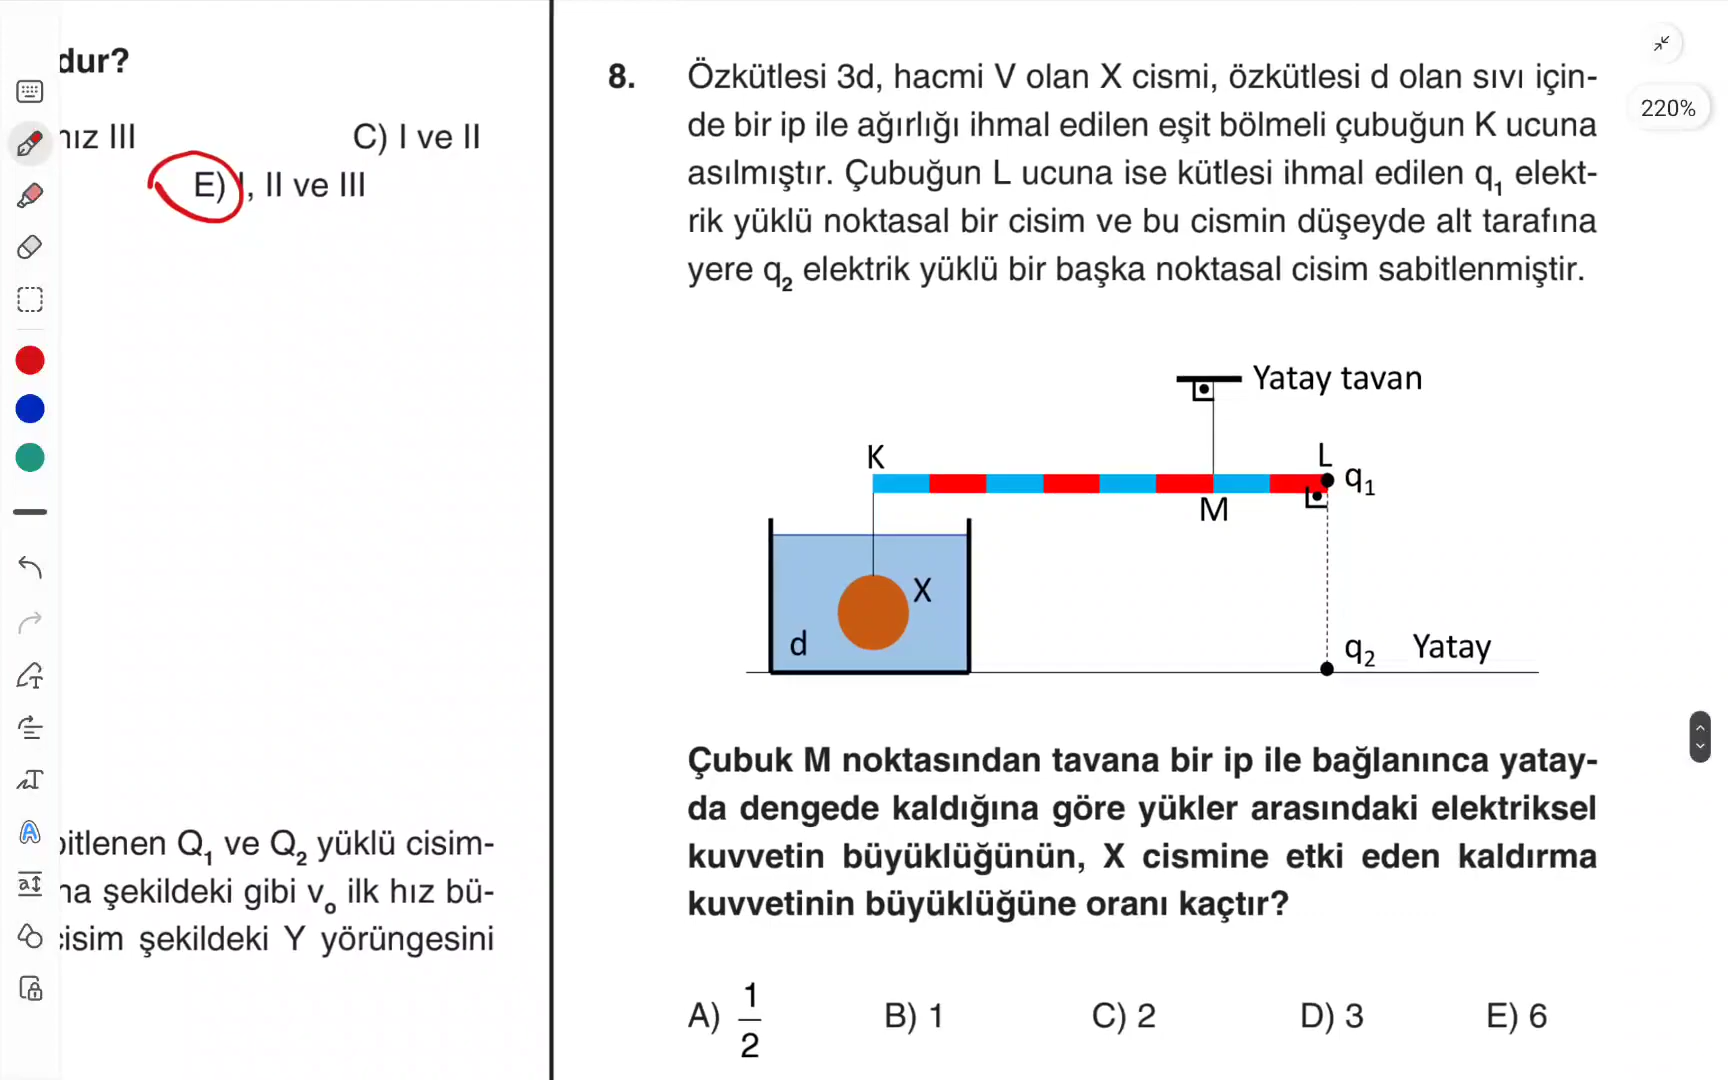 dur?
nız III
C) I ve II
E) I, II ve III
bitlenen Q₁ ve Q₂ yüklü cisim-
na şekildeki gibi v₀ ilk hız bü-
cisim şekildeki Y yörüngesini
8. Özkütlesi 3d, hacmi V olan X cismi, özkütlesi d olan sıvı için-
de bir ip ile ağırlığı ihmal edilen eşit bölmeli çubuğun K ucuna
asılmıştır. Çubuğun L ucuna ise kütlesi ihmal edilen q₁ elekt-
rik yüklü noktasal bir cisim ve bu cismin düşeyde alt tarafına
yere q₂ elektrik yüklü bir başka noktasal cisim sabitlenmiştir.
Yatay tavan
K
L
q₁
M
X
d
q₂ Yatay
Çubuk M noktasından tavana bir ip ile bağlanınca yatay-
da dengede kaldığına göre yükler arasındaki elektriksel
kuvvetin büyüklüğünün, X cismine etki eden kaldırma
kuvvetinin büyüklüğüne oranı kaçtır?
A) 1/2 B) 1 C) 2 D) 3 E) 6
220%